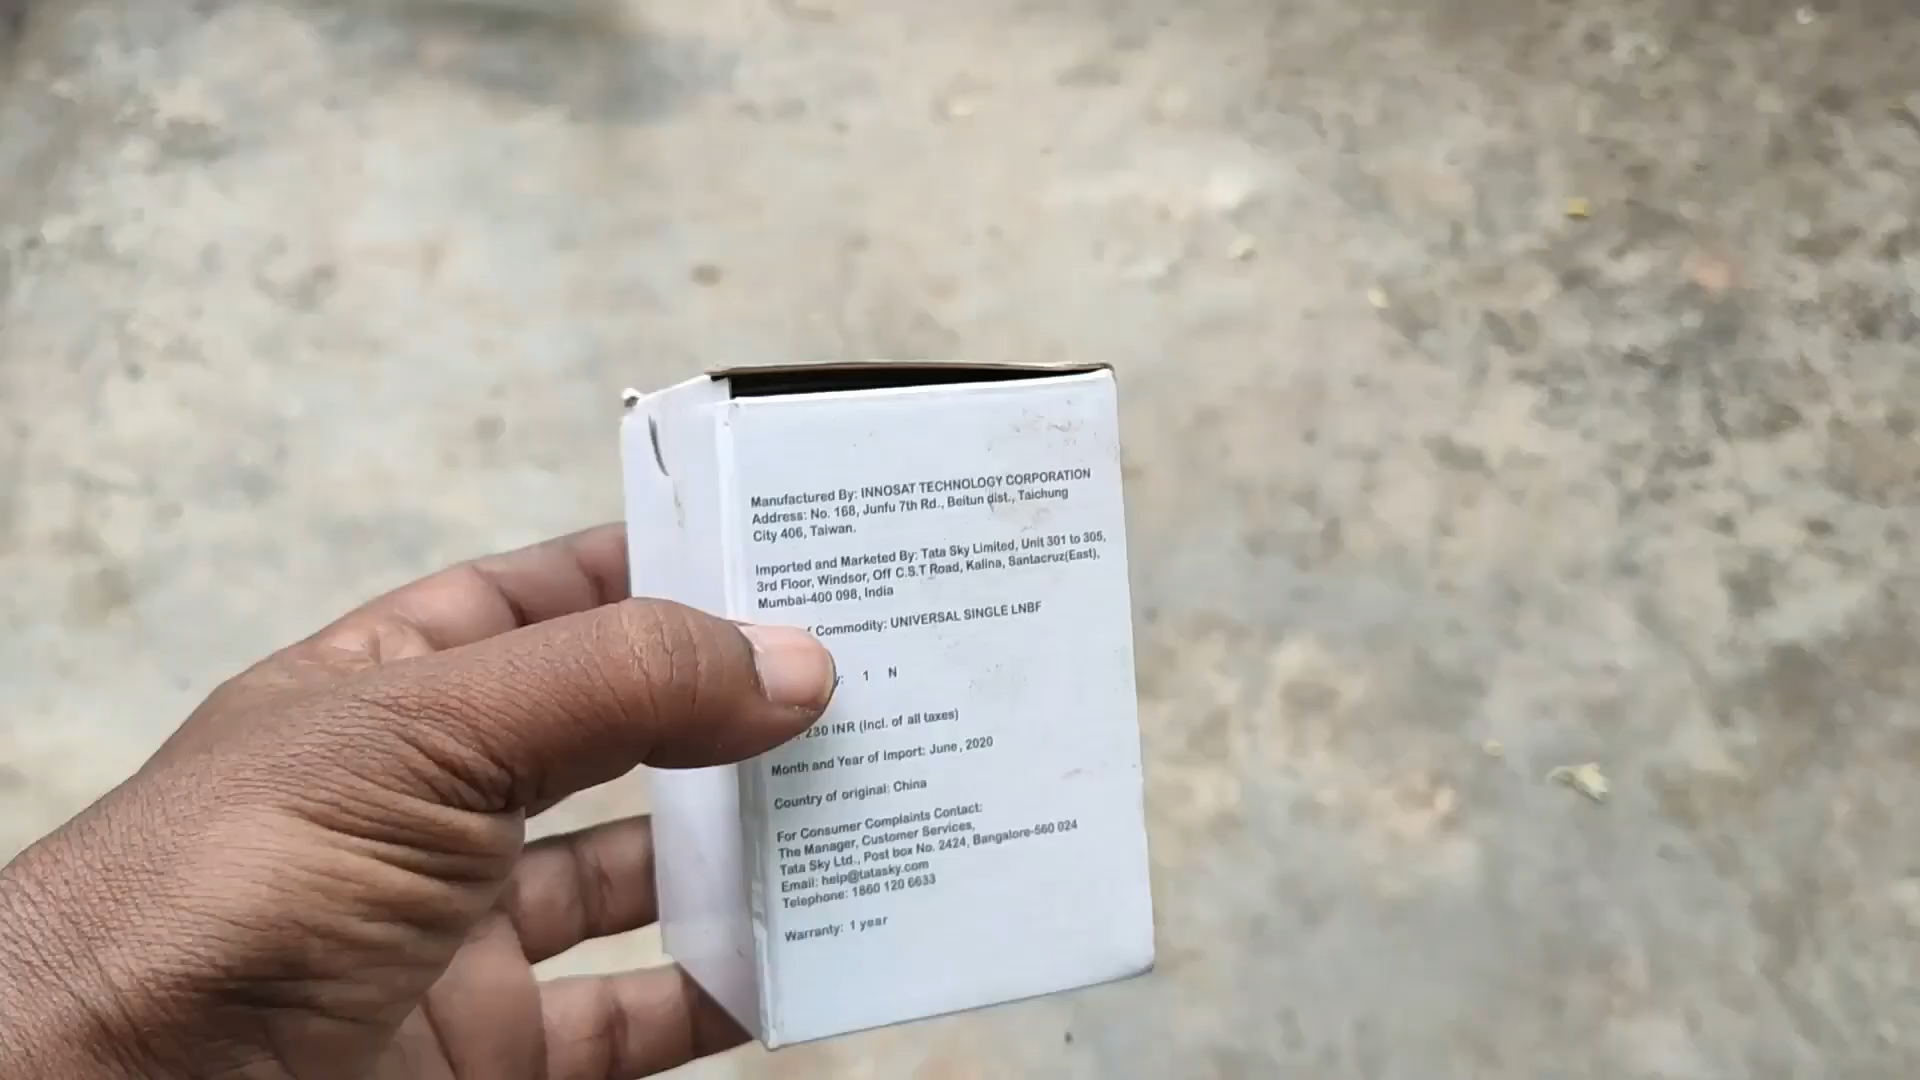 Manufactured By: INNOSAT TECHNOLOGY CORPORATION
Address: No. 168, Junfu 7th Rd., Beitun dist., Taichung
City 406, Taiwan.
Imported and Marketed By: Tata Sky Limited, Unit 301 to 305,
3rd Floor, Windsor, Off C.S.T Road, Kalina, Santacruz(East),
Mumbai-400 098, India
Commodity: UNIVERSAL SINGLE LNBF
1 N
230 INR (Incl. of all taxes)
Month and Year of Import: June, 2020
Country of original: China
For Consumer Complaints Contact:
The Manager, Customer Services,
Tata Sky Ltd., Post box No. 2424, Bangalore-560 024
Email: help@tatasky.com
Telephone: 1860 120 6633
Warranty: 1 year